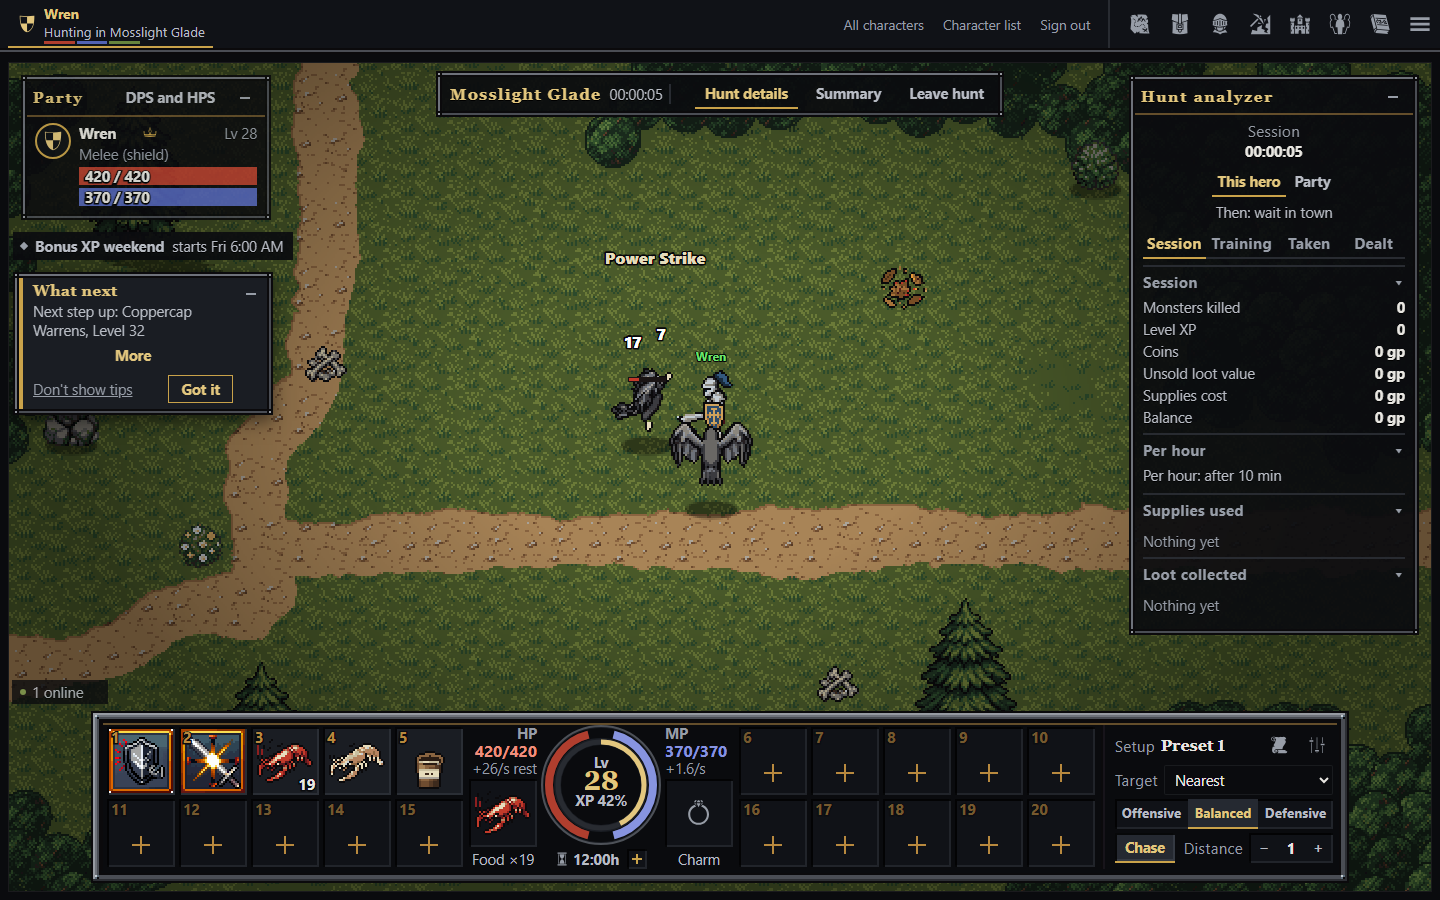 Wren
Hunting in Mosslight Glade
All characters
Character list
Sign out
Party
DPS and HPS
Wren
Lv 28
Melee (shield)
420 / 420
370 / 370
Bonus XP weekend starts Fri 6:00 AM
What next
Next step up: Coppercap
Warrens, Level 32
More
Don't show tips
Got it
Mosslight Glade 00:00:05
Hunt details
Summary
Leave hunt
Power Strike
17
7
Wren
Hunt analyzer
Session
00:00:05
This hero
Party
Then: wait in town
Session
Training
Taken
Dealt
Session
Monsters killed 0
Level XP 0
Coins 0 gp
Unsold loot value 0 gp
Supplies cost 0 gp
Balance 0 gp
Per hour
Per hour: after 10 min
Supplies used
Nothing yet
Loot collected
Nothing yet
1 online
1
2
3
19
4
5
11
12
13
14
15
HP
420/420
+26/s rest
Food ×19
Lv
28
XP 42%
12:00h +
MP
370/370
+1.6/s
Charm
6
7
8
9
10
16
17
18
19
20
Setup Preset 1
Target Nearest
Offensive
Balanced
Defensive
Chase
Distance
− 1 +